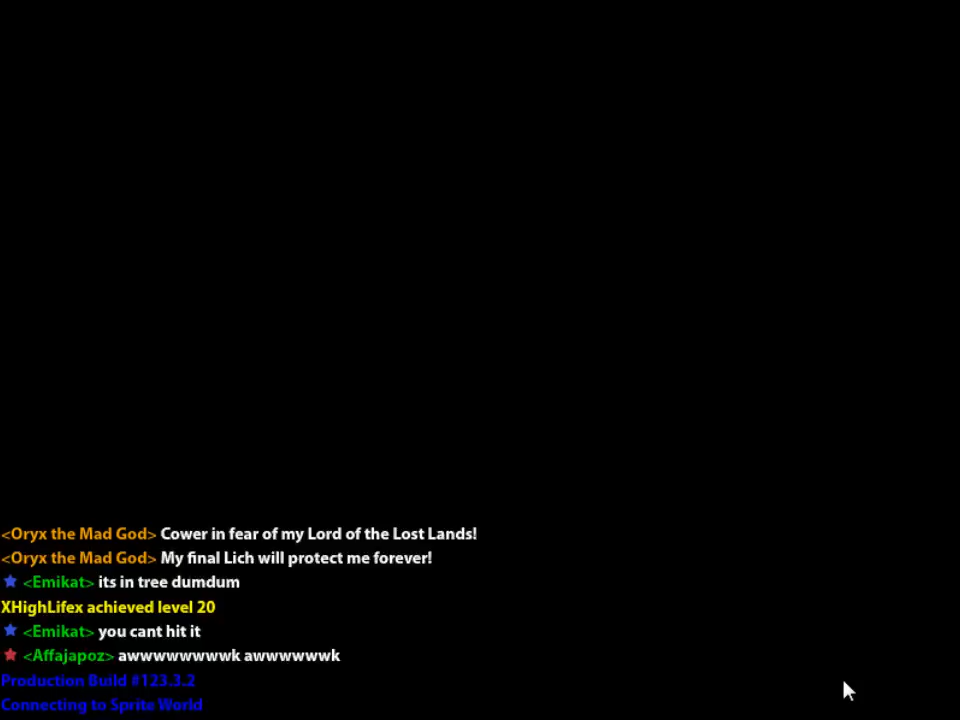 <Oryx the Mad God> Cower in fear of my Lord of the Lost Lands!
<Oryx the Mad God> My final Lich will protect me forever!
<Emikat> its in tree dumdum
XHighLifex achieved level 20
<Emikat> you cant hit it
<Affajapoz> awwwwwwwwk awwwwwwk
Production Build #123.3.2
Connecting to Sprite World